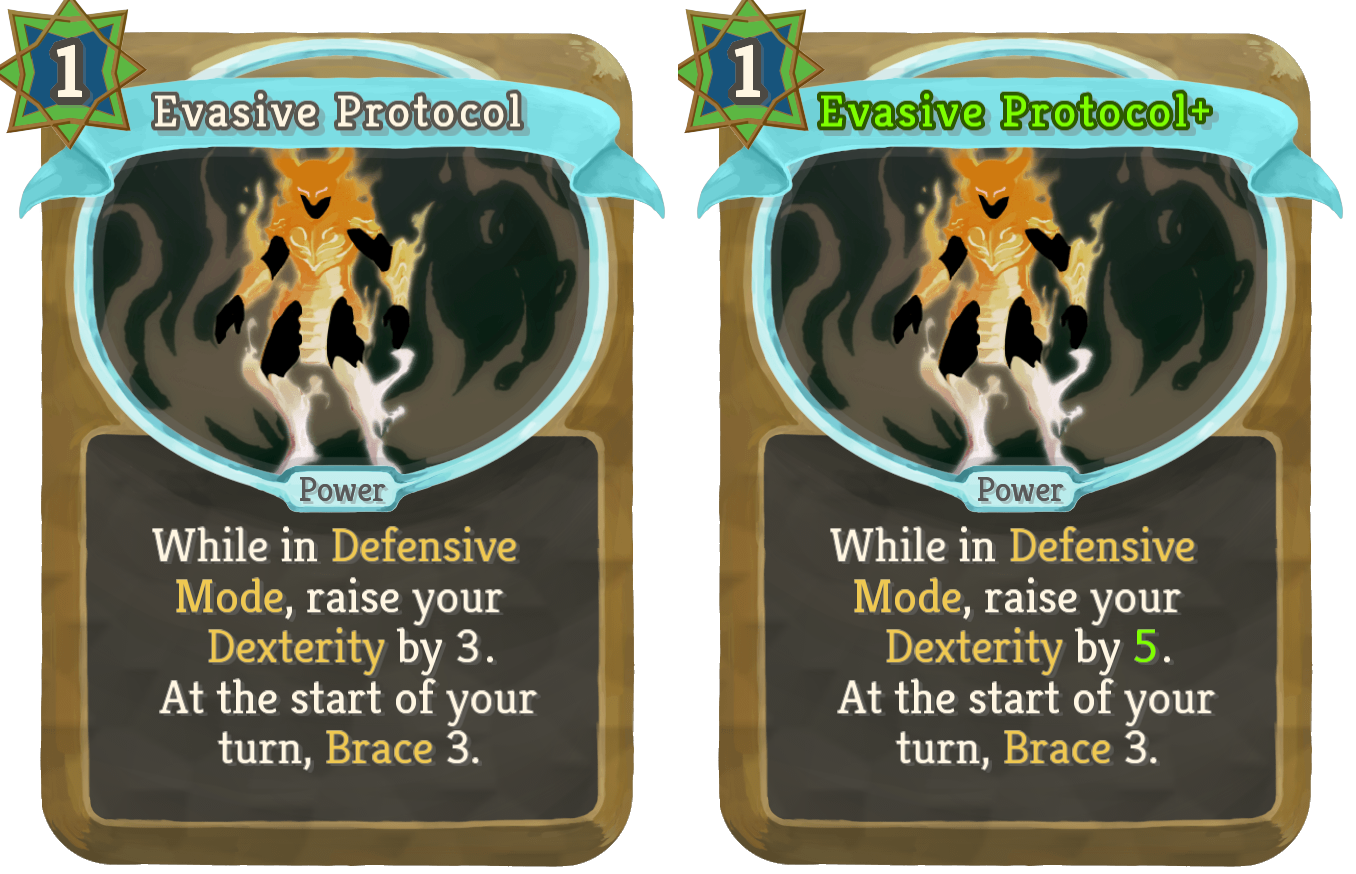 1
Evasive Protocol
Power
While in Defensive
Mode, raise your
Dexterity by 3.
At the start of your
turn, Brace 3.
1
Evasive Protocol+
Power
While in Defensive
Mode, raise your
Dexterity by 5.
At the start of your
turn, Brace 3.